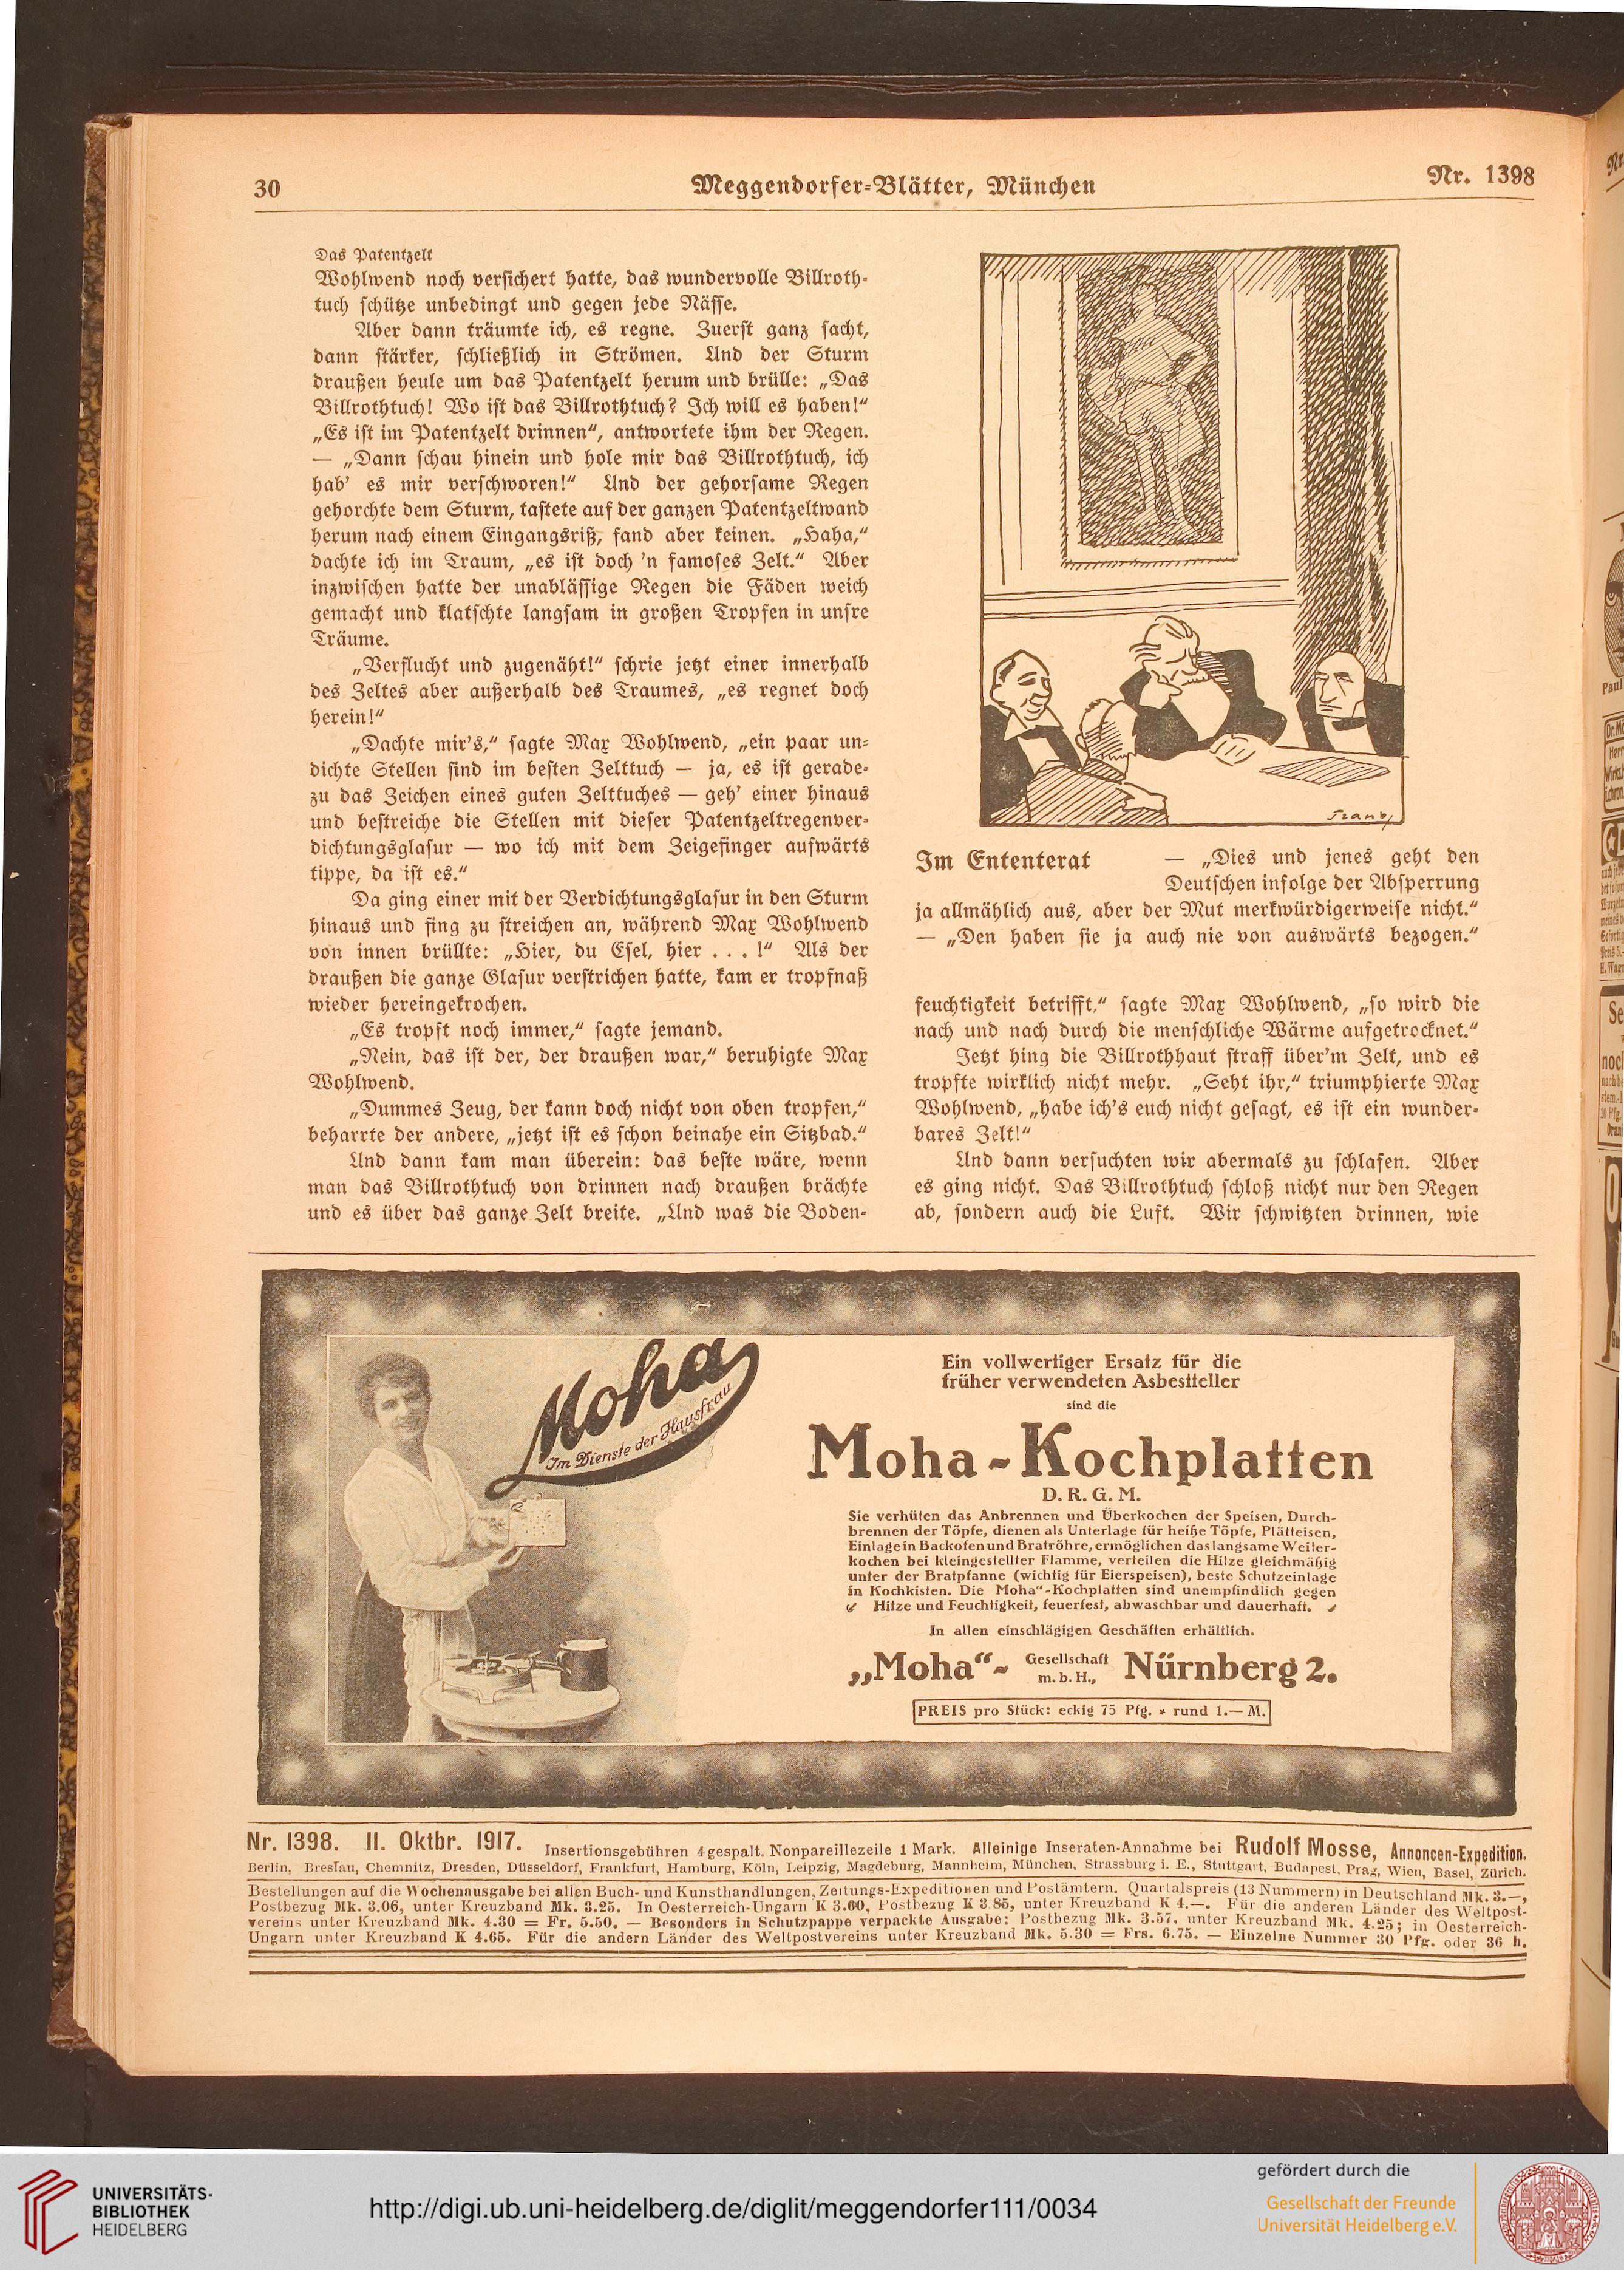 30
Meggendorfer-Blätter, München
Nr. 1398
Das Patentzelt
Wohlwend noch versichert hatte, das wundervolle Billroth-
tuch schütze unbedingt und gegen jede Nässe.
Aber dann träumte ich, es regne. Zuerst ganz sacht,
dann stärker, schließlich in Strömen. Und der Sturm
draußen heule um das Patentzelt herum und brülle: „Das
Billrothtuch! Wo ist das Billrothtuch? Ich will es haben!“
„Es ist im Patentzelt drinnen“, antwortete ihm der Regen.
— „Dann schau hinein und hole mir das Billrothtuch, ich
hab’ es mir verschworen!“ Und der gehorsame Regen
gehorchte dem Sturm, tastete auf der ganzen Patentzeltwand
herum nach einem Eingangsriß, fand aber keinen. „Haha,“
dachte ich im Traum, „es ist doch ’n famoses Zelt.“ Aber
inzwischen hatte der unablässige Regen die Fäden weich
gemacht und klatschte langsam in großen Tropfen in unsre
Träume.
„Verflucht und zugenäht!“ schrie jetzt einer innerhalb
des Zeltes aber außerhalb des Traumes, „es regnet doch
herein!“
„Dachte mir’s,“ sagte Max Wohlwend, „ein paar un-
dichte Stellen sind im besten Zelttuch — ja, es ist gerade-
zu das Zeichen eines guten Zelttuches — geh’ einer hinaus
und bestreiche die Stellen mit dieser Patentzeltregenver-
dichtungsglasur — wo ich mit dem Zeigefinger aufwärts
tippe, da ist es.“
Da ging einer mit der Verdichtungsglasur in den Sturm
hinaus und fing zu streichen an, während Max Wohlwend
von innen brüllte: „Hier, du Esel, hier . . . !“ Als der
draußen die ganze Glasur verstrichen hatte, kam er tropfnaß
wieder hereingekrochen.
„Es tropft noch immer,“ sagte jemand.
„Nein, das ist der, der draußen war,“ beruhigte Max
Wohlwend.
„Dummes Zeug, der kann doch nicht von oben tropfen,“
beharrte der andere, „jetzt ist es schon beinahe ein Sitzbad.“
Und dann kam man überein: das beste wäre, wenn
man das Billrothtuch von drinnen nach draußen brächte
und es über das ganze Zelt breite. „Und was die Boden-
Im Ententerat — „Dies und jenes geht den
Deutschen infolge der Absperrung
ja allmählich aus, aber der Mut merkwürdigerweise nicht.“
— „Den haben sie ja auch nie von auswärts bezogen.“
feuchtigkeit betrifft,“ sagte Max Wohlwend, „so wird die
nach und nach durch die menschliche Wärme aufgetrocknet.“
Jetzt hing die Billrothhaut straff über’m Zelt, und es
tropfte wirklich nicht mehr. „Seht ihr,“ triumphierte Max
Wohlwend, „habe ich’s euch nicht gesagt, es ist ein wunder-
bares Zelt!“
Und dann versuchten wir abermals zu schlafen. Aber
es ging nicht. Das Billrothtuch schloß nicht nur den Regen
ab, sondern auch die Luft. Wir schwitzten drinnen, wie
Moha
Im Dienste der Hausfrau
Ein vollwertiger Ersatz für die
früher verwendeten Asbestteller
sind die
Moha-Kochplatten
D. R. G. M.
Sie verhüten das Anbrennen und Überkochen der Speisen, Durch-
brennen der Töpfe, dienen als Unterlage für heiße Töpfe, Plätteisen,
Einlage in Backofen und Bratröhre, ermöglichen das langsame Weiter-
kochen bei kleingestellter Flamme, verteilen die Hitze gleichmäßig
unter der Bratpfanne (wichtig für Eierspeisen), beste Schutzeinlage
in Kochkisten. Die Moha“-Kochplatten sind unempfindlich gegen
Hitze und Feuchtigkeit, feuerfest, abwaschbar und dauerhaft.
In allen einschlägigen Geschäften erhältlich.
„Moha“- Gesellschaft m. b. H., Nürnberg 2.
PREIS pro Stück: eckig 75 Pfg. * rund 1.— M.
Nr. 1398. 11. Oktbr. 1917. Insertionsgebühren 4 gespalt. Nonpareillezeile 1 Mark. Alleinige Inseraten-Annahme bei Rudolf Mosse, Annoncen-Expedition.
Berlin, Breslau, Chemnitz, Dresden, Düsseldorf, Frankfurt, Hamburg, Köln, Leipzig, Magdeburg, Mannheim, München, Strassburg i. E., Stuttgart, Budapest, Prag, Wien, Basel, Zürich.
Bestellungen auf die Wochenausgabe bei allen Buch- und Kunsthandlungen, Zeitungs-Expeditionen und Postämtern. Quartalspreis (13 Nummern) in Deutschland Mk. 3.—,
Postbezug Mk. 3.06, unter Kreuzband Mk. 3.25. In Oesterreich-Ungarn K 3.60, Postbezug K 3.85, unter Kreuzband K 4.—. Für die anderen Länder des Weltpost-
vereins unter Kreuzband Mk. 4.30 = Fr. 5.50. — Besonders in Schutzpappe verpackte Ausgabe: Postbezug Mk. 3.57, unter Kreuzband Mk. 4.25; in Oesterreich-
Ungarn unter Kreuzband K 4.65. Für die andern Länder des Weltpostvereins unter Kreuzband Mk. 5.30 = Frs. 6.75. — Einzelne Nummer 30 Pfg. oder 36 h.
UNIVERSITÄTS-
BIBLIOTHEK
HEIDELBERG
http://digi.ub.uni-heidelberg.de/diglit/meggendorfer111/0034
gefördert durch die
Gesellschaft der Freunde
Universität Heidelberg e.V.